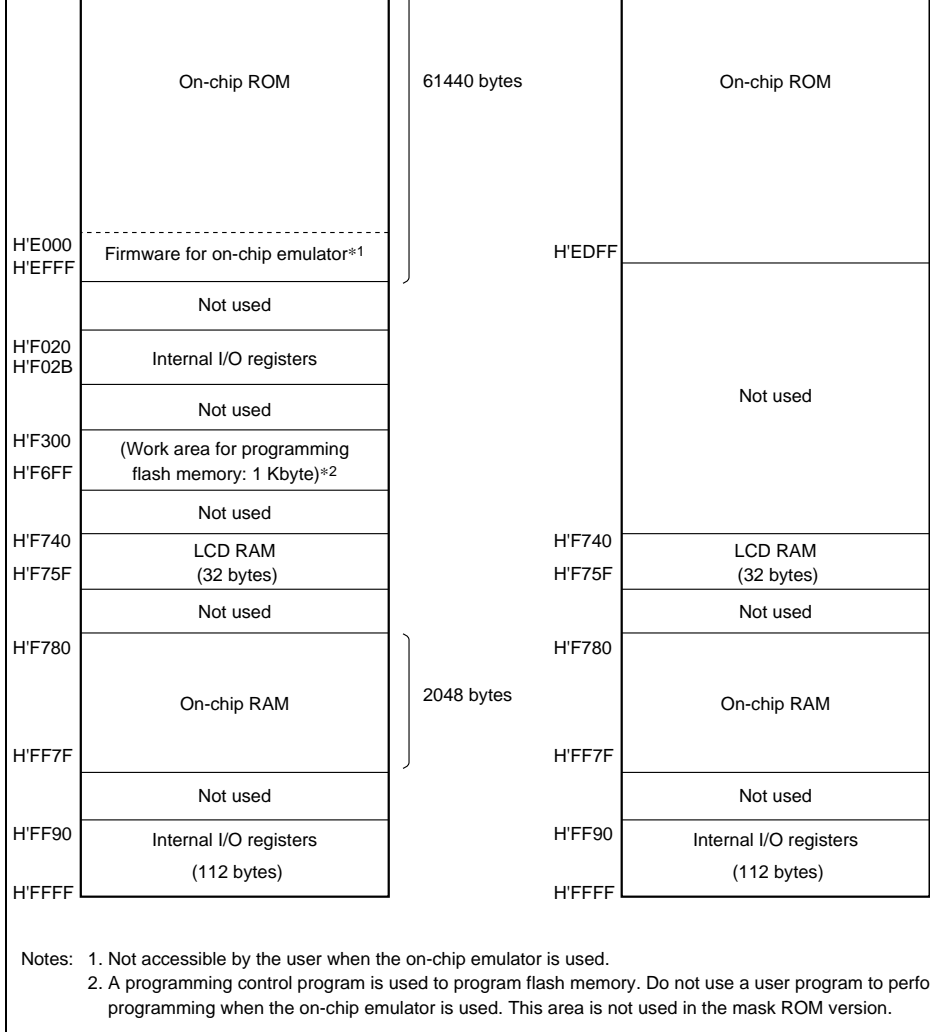 On-chip ROM
61440 bytes
H'E000
Firmware for on-chip emulator*1
H'EFFF
Not used
H'F020
Internal I/O registers
H'F02B
Not used
H'F300
(Work area for programming
H'F6FF
flash memory: 1 Kbyte)*2
Not used
H'F740
LCD RAM
H'F75F
(32 bytes)
Not used
H'F780
On-chip RAM
2048 bytes
H'FF7F
Not used
H'FF90
Internal I/O registers
(112 bytes)
H'FFFF
On-chip ROM
H'EDFF
Not used
H'F740
LCD RAM
H'F75F
(32 bytes)
Not used
H'F780
On-chip RAM
H'FF7F
Not used
H'FF90
Internal I/O registers
(112 bytes)
H'FFFF
Notes: 1. Not accessible by the user when the on-chip emulator is used.
2. A programming control program is used to program flash memory. Do not use a user program to perfo
programming when the on-chip emulator is used. This area is not used in the mask ROM version.